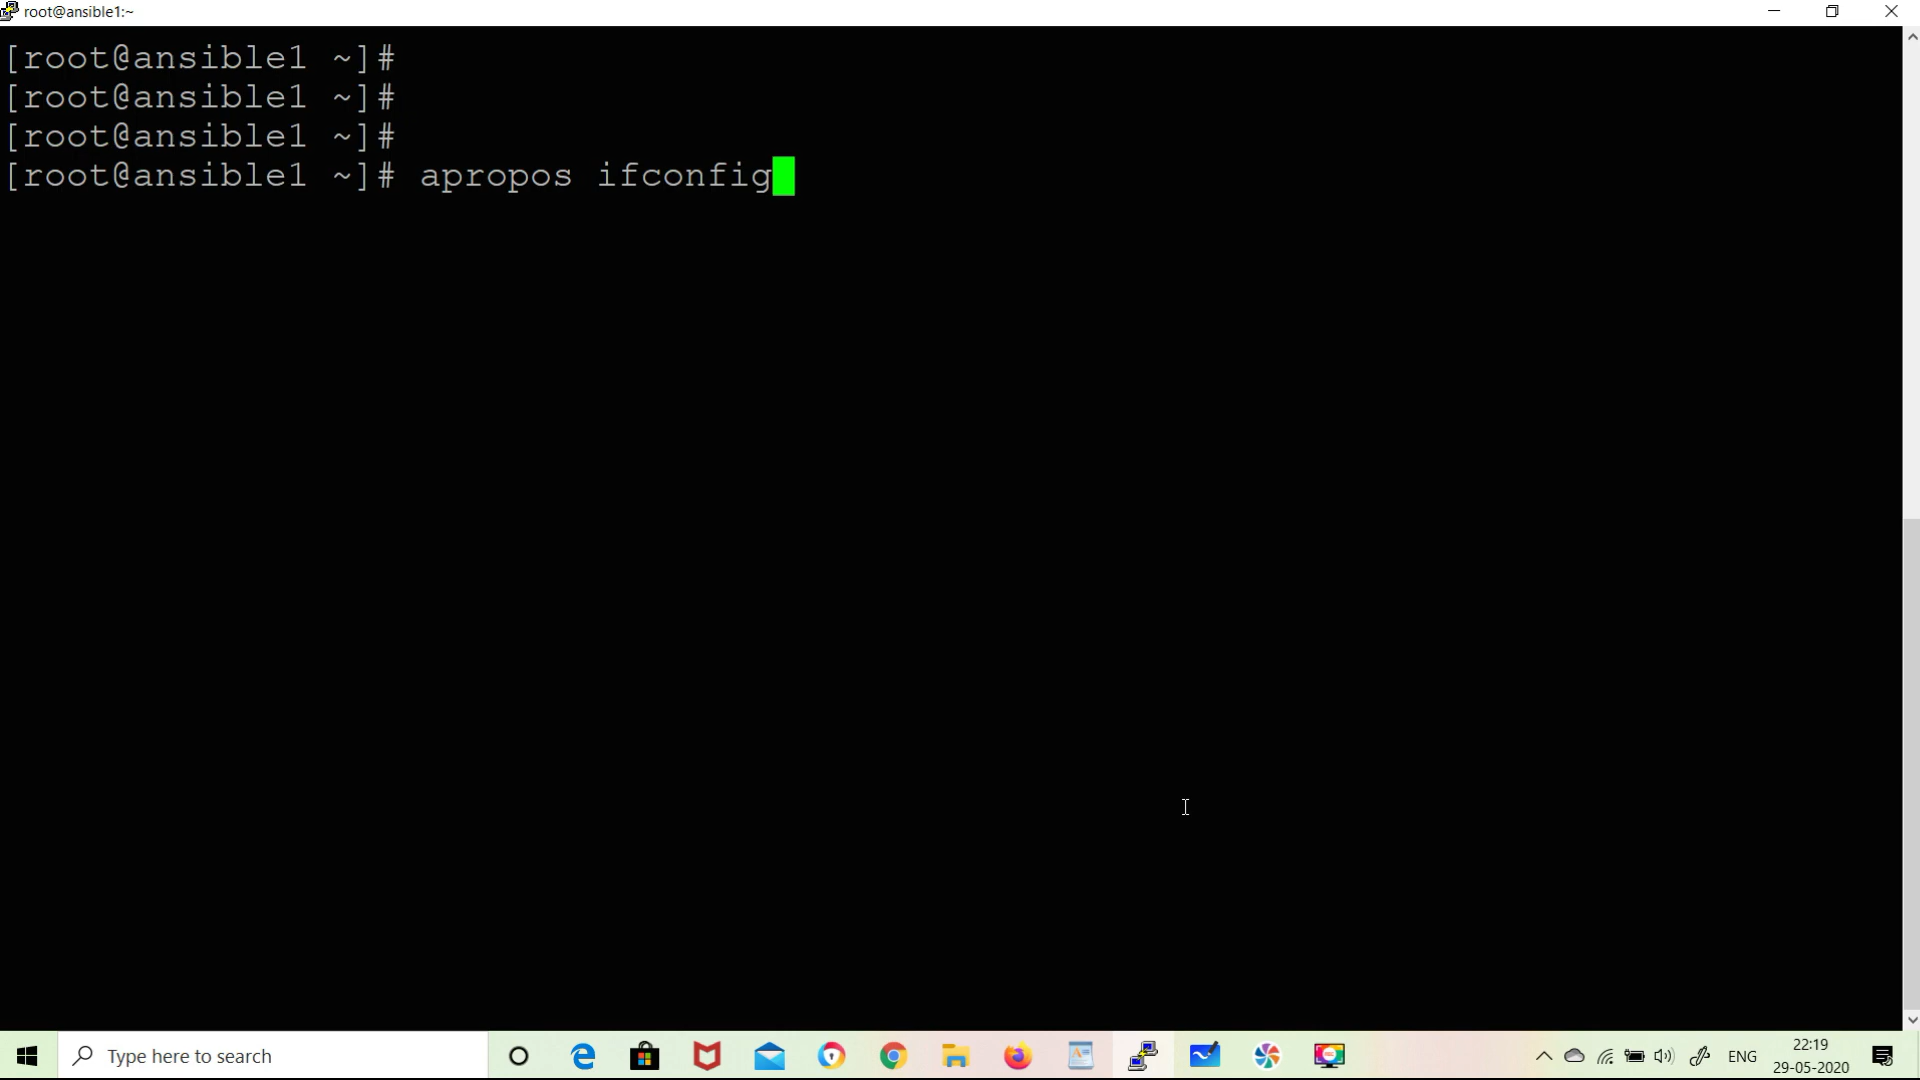 root@ansible1:~
[root@ansible1 ~]#
[root@ansible1 ~]#
[root@ansible1 ~]#
[root@ansible1 ~]# apropos ifconfig
Type here to search
ENG
22:19
29-05-2020